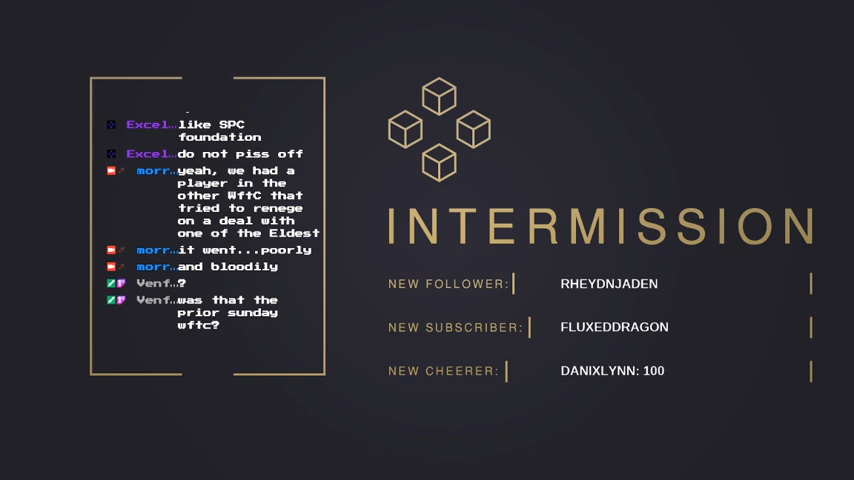 Excel…like SPC
foundation
Excel…do not piss off
morr…yeah, we had a
player in the
other WftC that
tried to renege
on a deal with
one of the Eldest
morr…it went...poorly
morr…and bloodily
Venf…?
Venf…was that the
prior sunday
wftc?
INTERMISSION
NEW FOLLOWER: RHEYDNJADEN
NEW SUBSCRIBER: FLUXEDDRAGON
NEW CHEERER: DANIXLYNN: 100